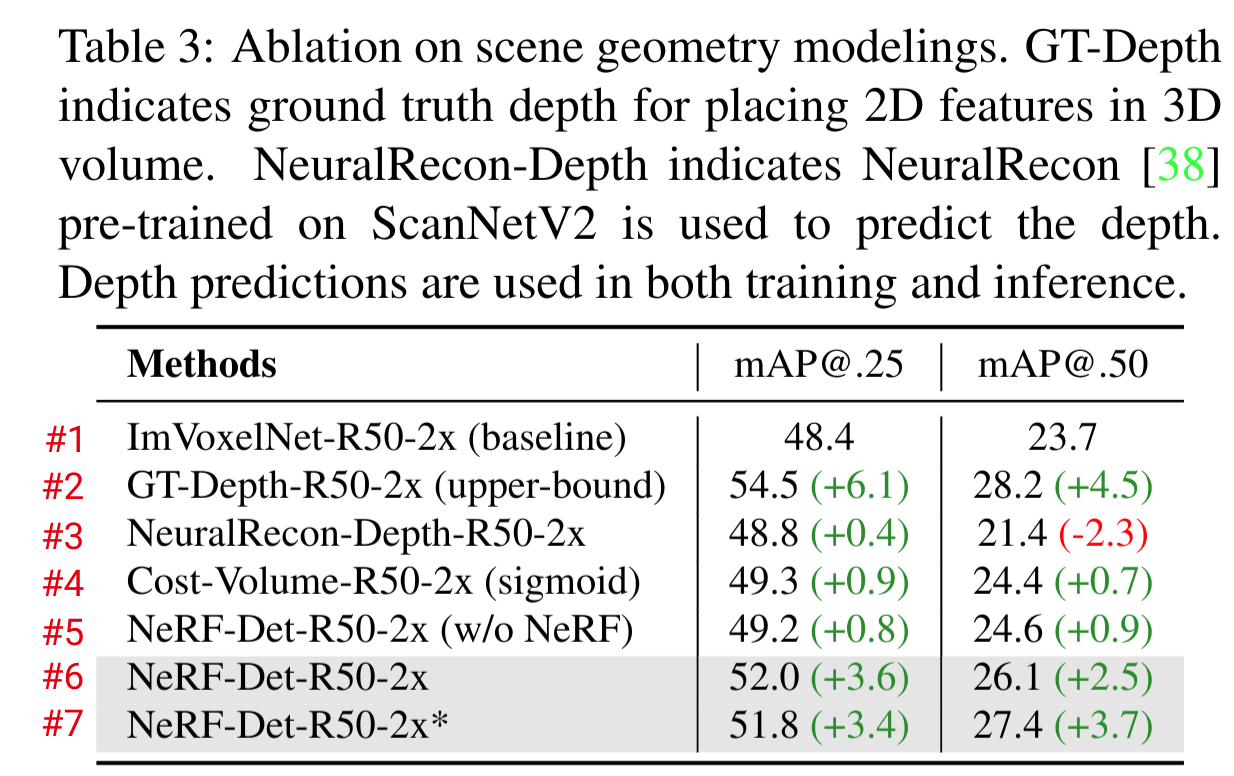 Table 3: Ablation on scene geometry modelings. GT-Depth
indicates ground truth depth for placing 2D features in 3D
volume. NeuralRecon-Depth indicates NeuralRecon [38]
pre-trained on ScanNetV2 is used to predict the depth.
Depth predictions are used in both training and inference.
Methods mAP@.25 mAP@.50
#1 ImVoxelNet-R50-2x (baseline) 48.4 23.7
#2 GT-Depth-R50-2x (upper-bound) 54.5 (+6.1) 28.2 (+4.5)
#3 NeuralRecon-Depth-R50-2x 48.8 (+0.4) 21.4 (-2.3)
#4 Cost-Volume-R50-2x (sigmoid) 49.3 (+0.9) 24.4 (+0.7)
#5 NeRF-Det-R50-2x (w/o NeRF) 49.2 (+0.8) 24.6 (+0.9)
#6 NeRF-Det-R50-2x 52.0 (+3.6) 26.1 (+2.5)
#7 NeRF-Det-R50-2x* 51.8 (+3.4) 27.4 (+3.7)